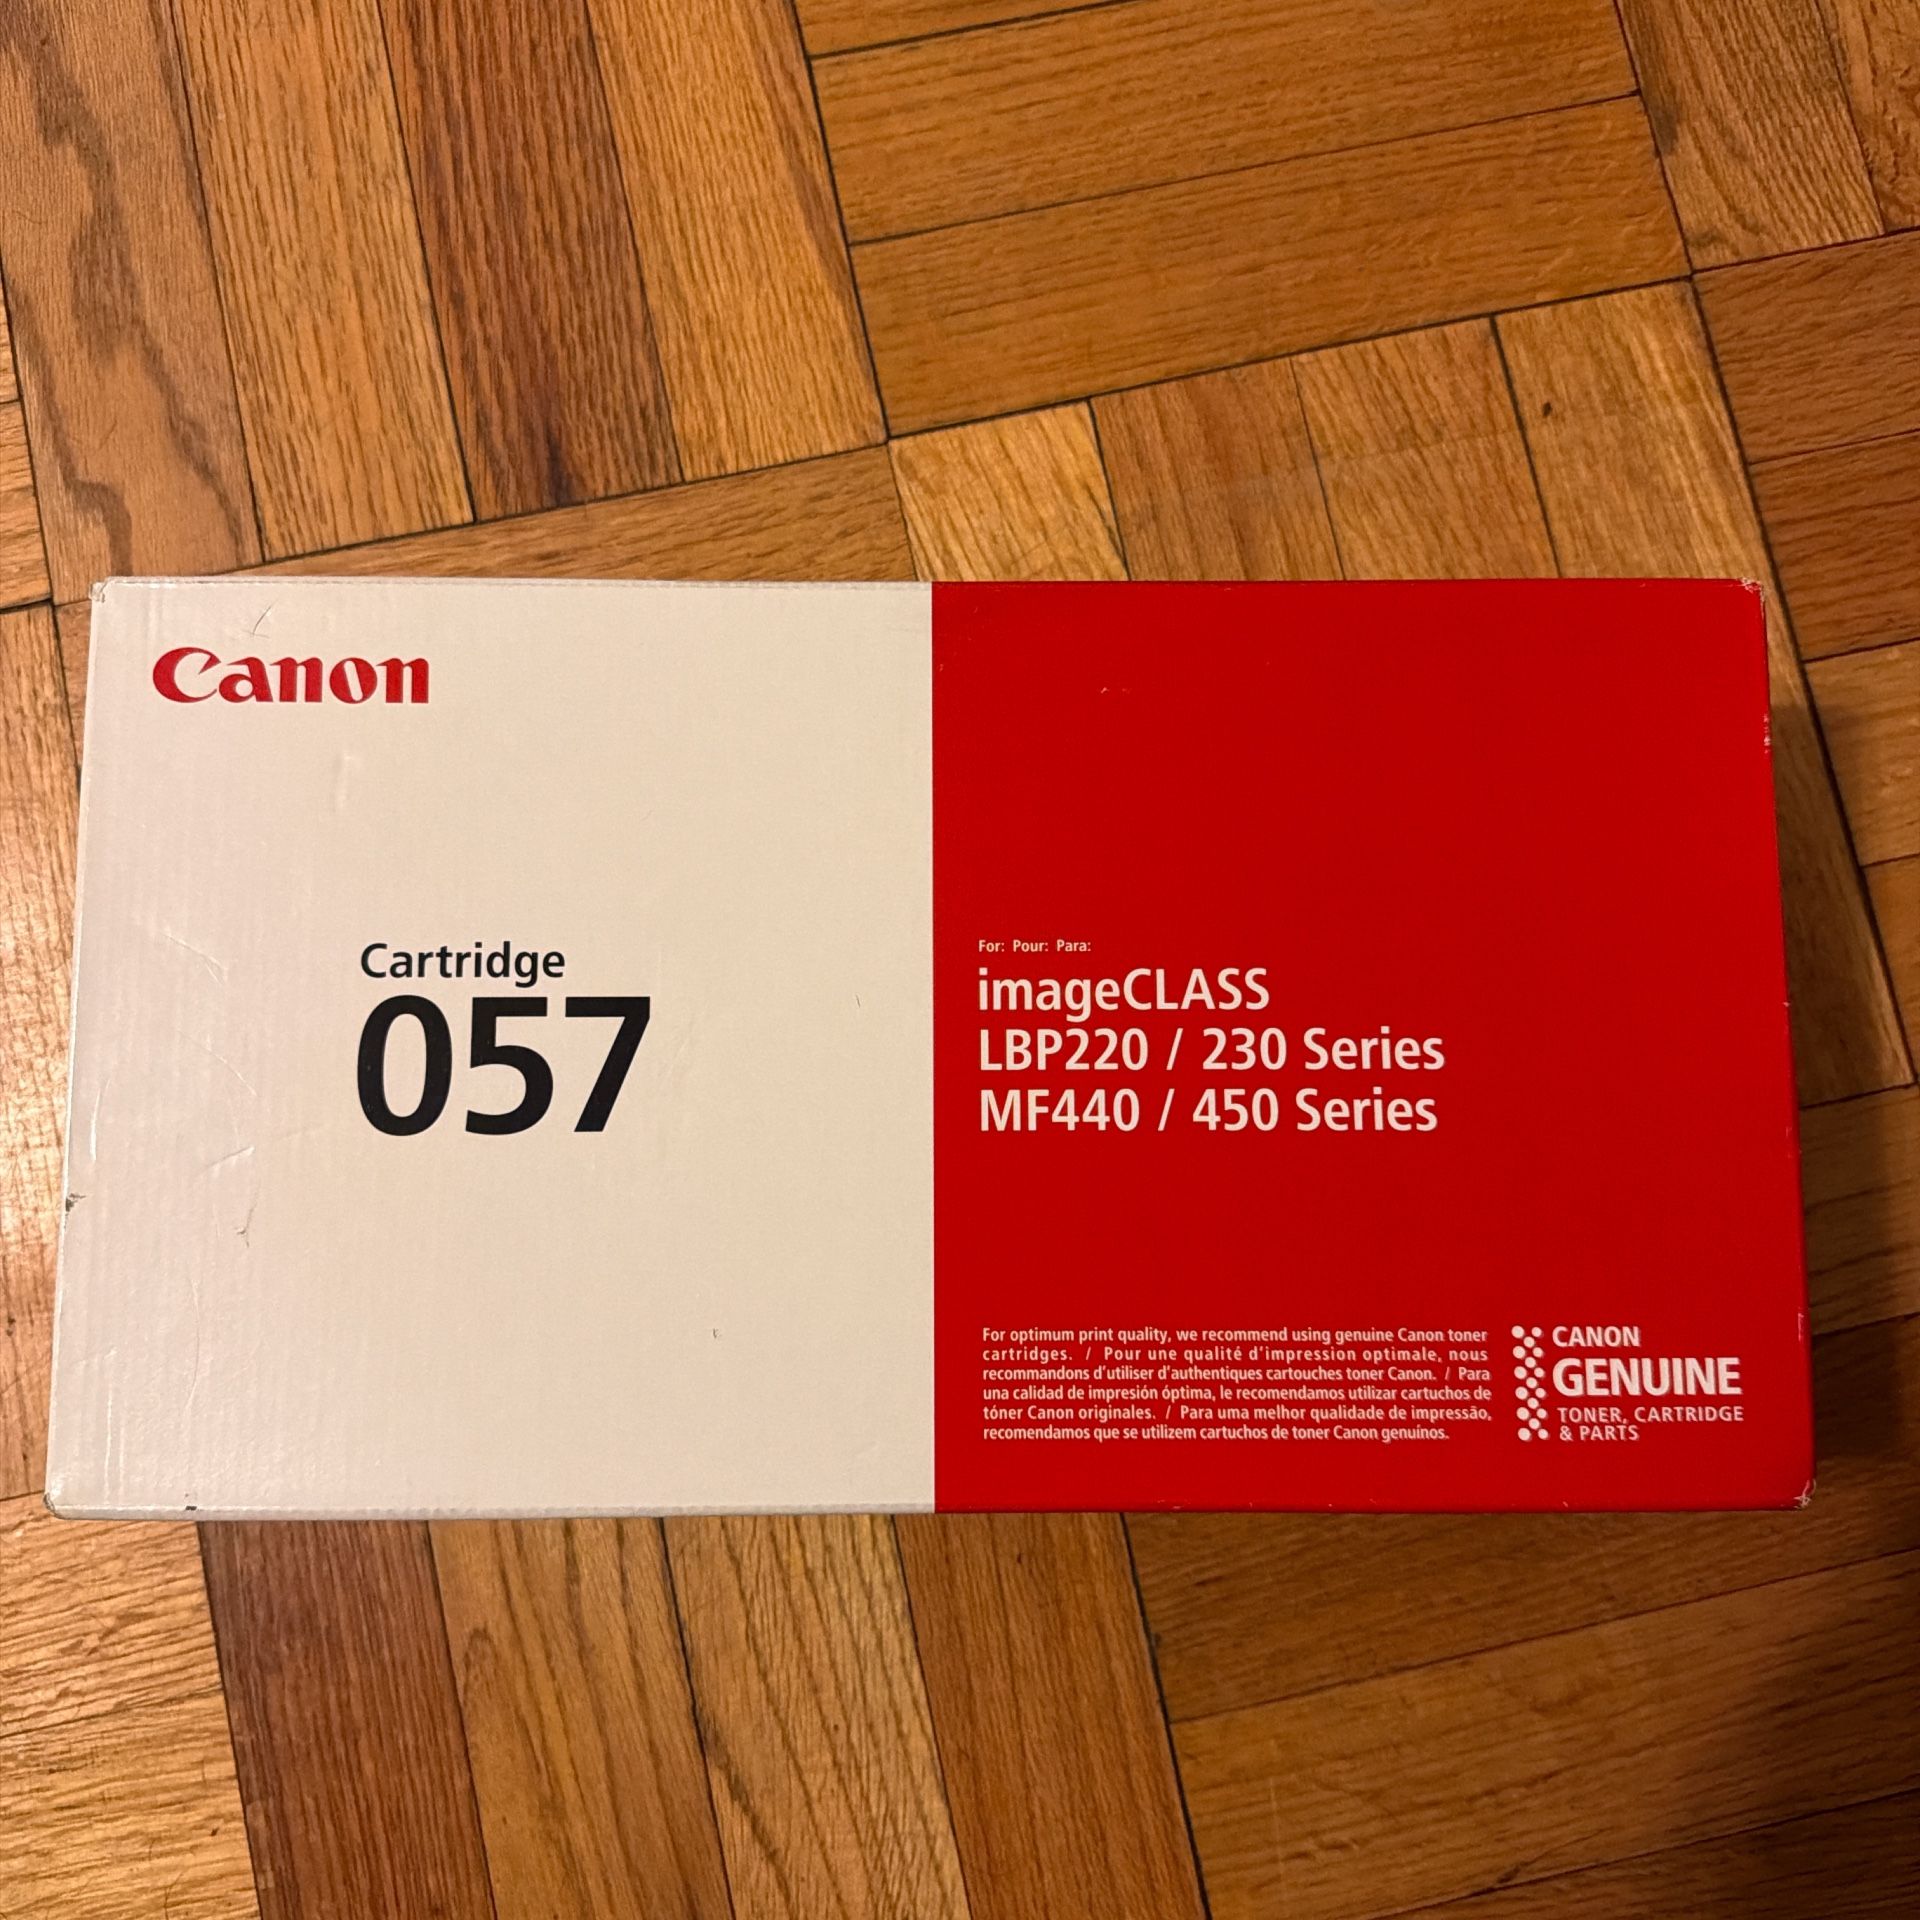 Canon
Cartridge
057
For: Pour: Para:
imageCLASS
LBP220 / 230 Series
MF440 / 450 Series
For optimum print quality, we recommend using genuine Canon toner
cartridges. / Pour une qualité d'impression optimale, nous
recommandons d'utiliser d'authentiques cartouches toner Canon. / Para
una calidad de impresión óptima, le recomendamos utilizar cartuchos de
tóner Canon originales. / Para uma melhor qualidade de impressão,
recomendamos que se utilizem cartuchos de toner Canon genuínos.
CANON
GENUINE
TONER, CARTRIDGE
& PARTS